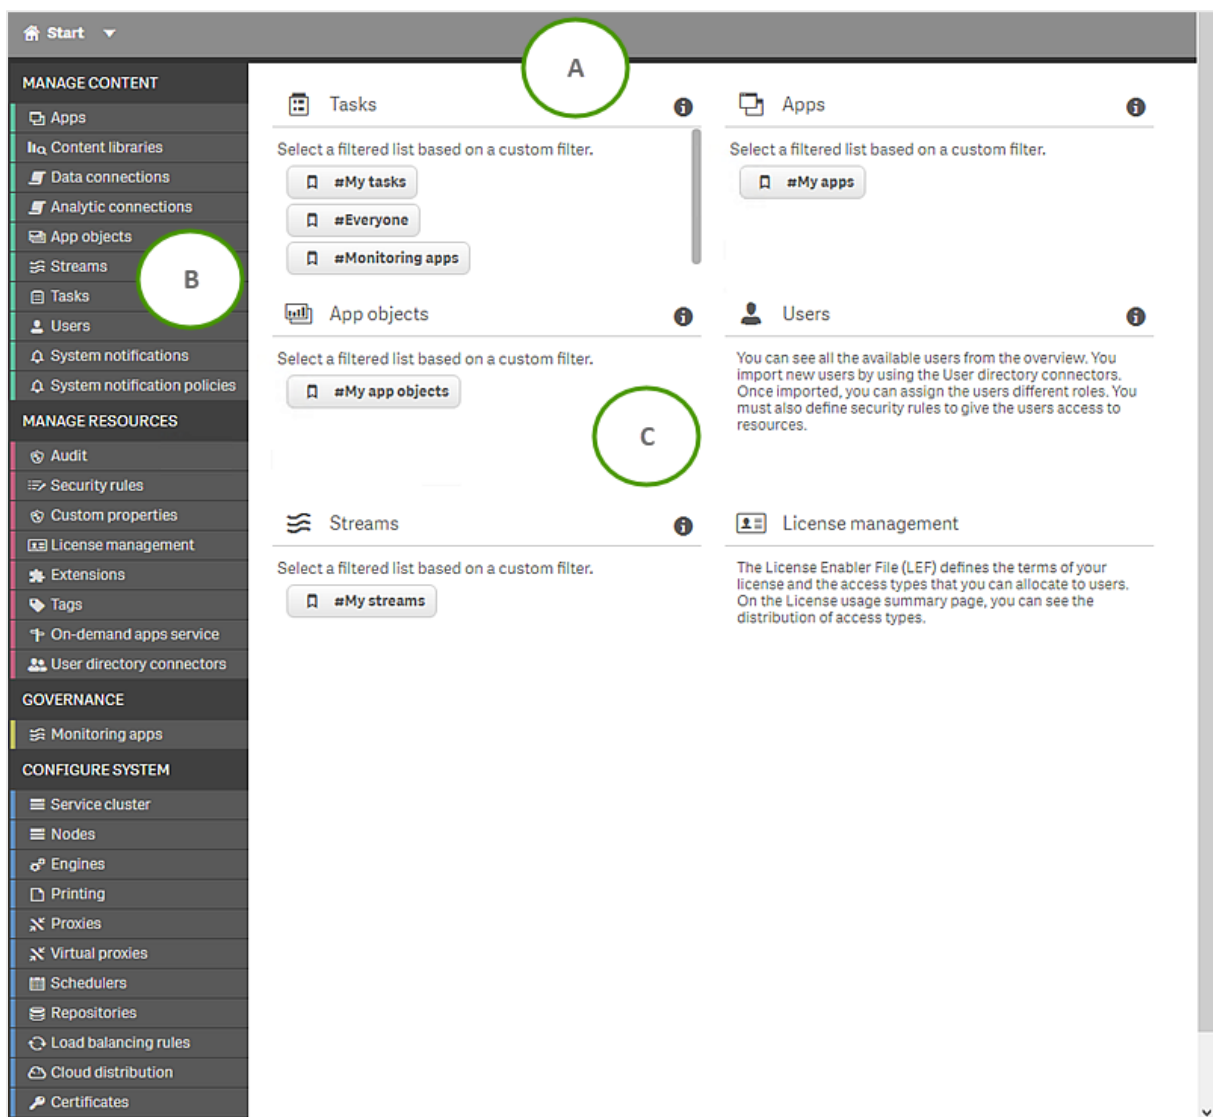 Start
A
MANAGE CONTENT
Apps
Content libraries
Data connections
Analytic connections
App objects
Streams
Tasks
Users
System notifications
System notification policies
B
MANAGE RESOURCES
Audit
Security rules
Custom properties
License management
Extensions
Tags
On-demand apps service
User directory connectors
GOVERNANCE
Monitoring apps
CONFIGURE SYSTEM
Service cluster
Nodes
Engines
Printing
Proxies
Virtual proxies
Schedulers
Repositories
Load balancing rules
Cloud distribution
Certificates
Tasks
Select a filtered list based on a custom filter.
#My tasks
#Everyone
#Monitoring apps
Apps
Select a filtered list based on a custom filter.
#My apps
App objects
Select a filtered list based on a custom filter.
#My app objects
C
Users
You can see all the available users from the overview. You
import new users by using the User directory connectors.
Once imported, you can assign the users different roles. You
must also define security rules to give the users access to
resources.
Streams
Select a filtered list based on a custom filter.
#My streams
License management
The License Enabler File (LEF) defines the terms of your
license and the access types that you can allocate to users.
On the License usage summary page, you can see the
distribution of access types.